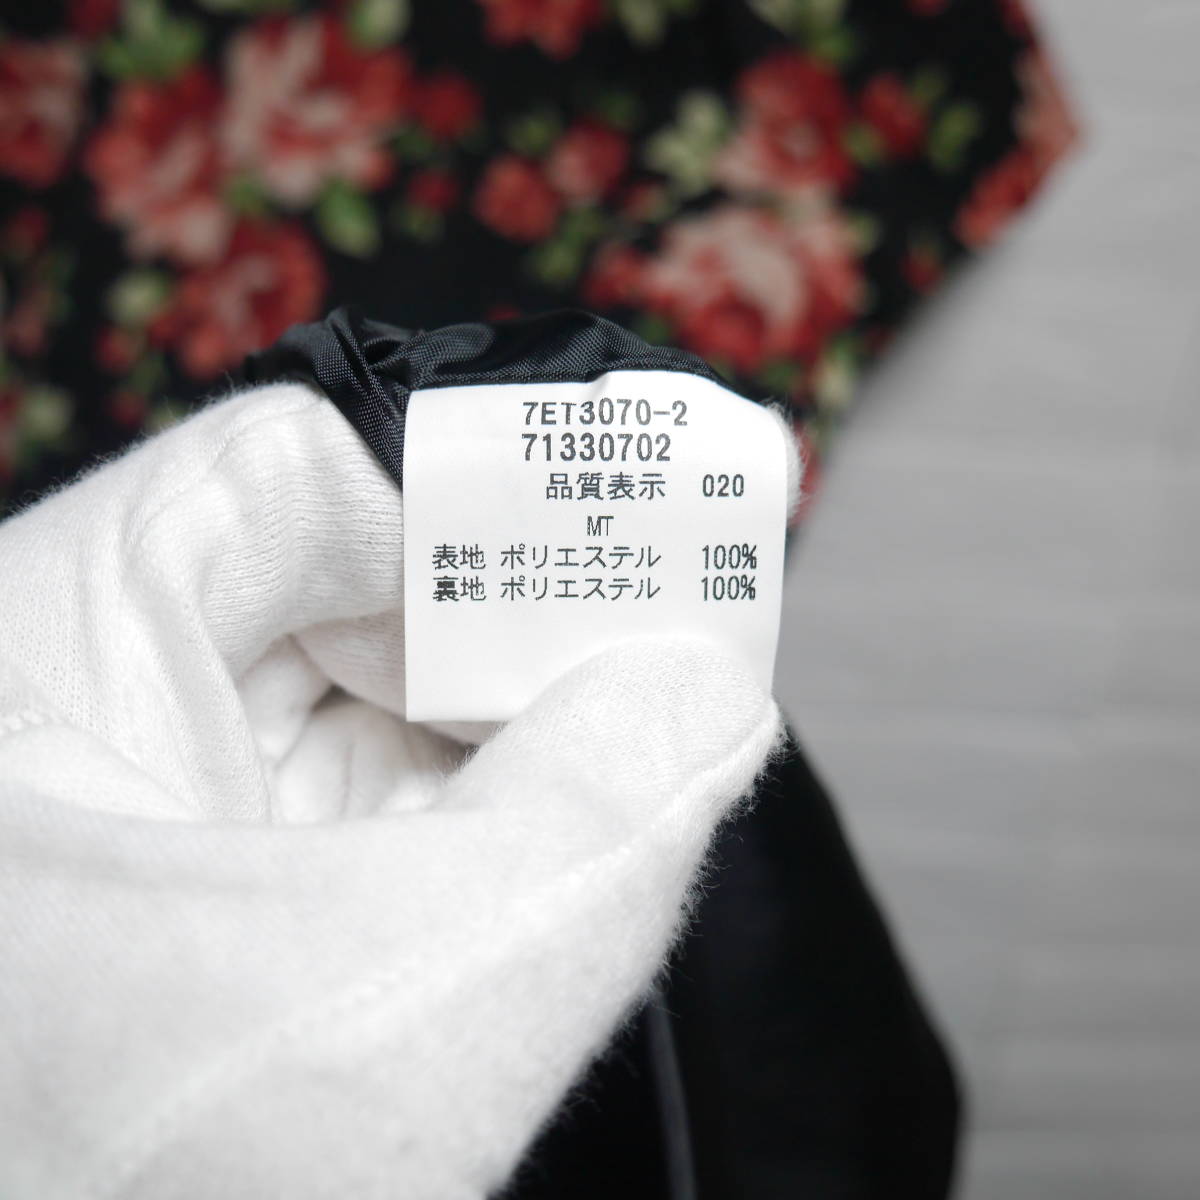 7ET3070-2
71330702
品質表示 020
MT
表地 ポリエステル 100%
裏地 ポリエステル 100%